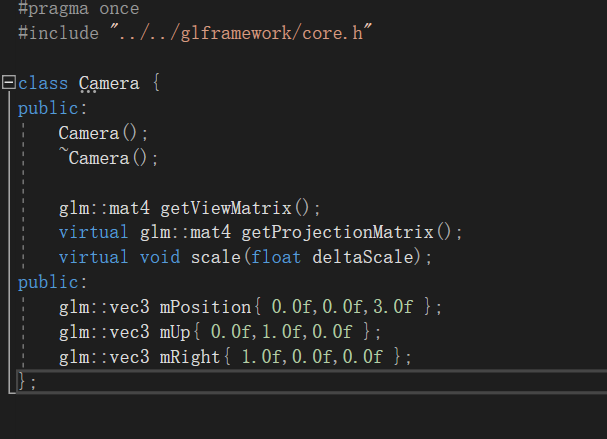 #pragma once
#include "../../glframework/core.h"
class Camera {
public:
Camera();
~Camera();
glm::mat4 getViewMatrix();
virtual glm::mat4 getProjectionMatrix();
virtual void scale(float deltaScale);
public:
glm::vec3 mPosition{ 0.0f,0.0f,3.0f };
glm::vec3 mUp{ 0.0f,1.0f,0.0f };
glm::vec3 mRight{ 1.0f,0.0f,0.0f };
};